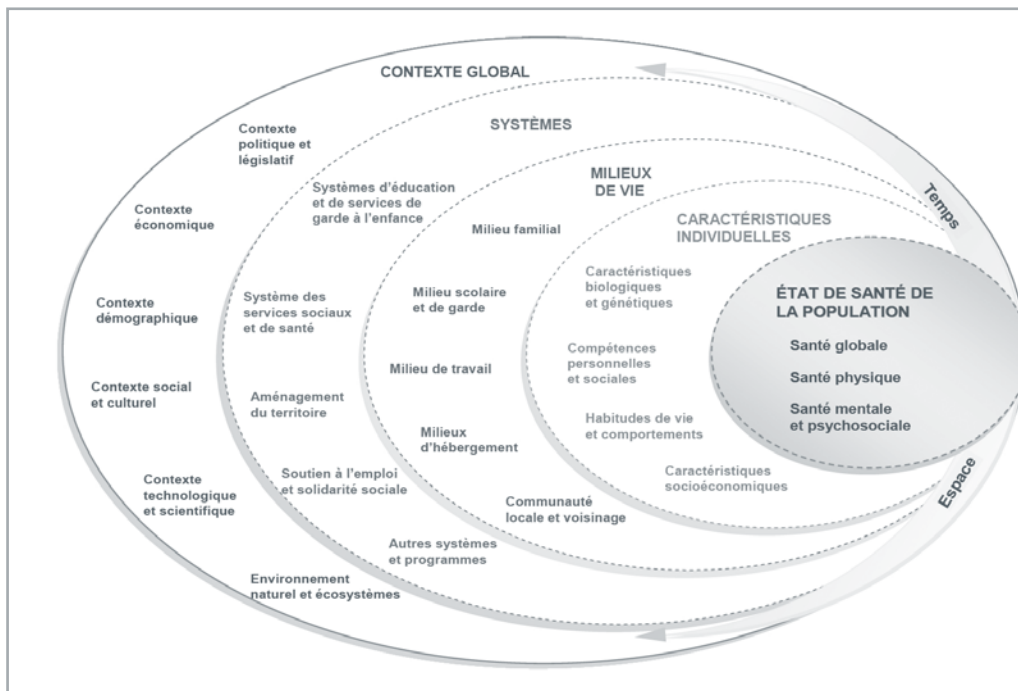 CONTEXTE GLOBAL
Contexte
politique et
législatif
Contexte
économique
Contexte
démographique
Contexte social
et culturel
Contexte
technologique
et scientifique
Environnement
naturel et écosystèmes
SYSTÈMES
Systèmes d'éducation
et de services de
garde à l'enfance
Système des
services sociaux
et de santé
Aménagement
du territoire
Soutien à l'emploi
et solidarité sociale
Autres systèmes
et programmes
MILIEUX
DE VIE
Milieu familial
Milieu scolaire
et de garde
Milieu de travail
Milieux
d'hébergement
Communauté
locale et voisinage
CARACTÉRISTIQUES
INDIVIDUELLES
Caractéristiques
biologiques
et génétiques
Compétences
personnelles
et sociales
Habitudes de vie
et comportements
Caractéristiques
socioéconomiques
ÉTAT DE SANTÉ DE
LA POPULATION
Santé globale
Santé physique
Santé mentale
et psychosociale
Temps
Espace